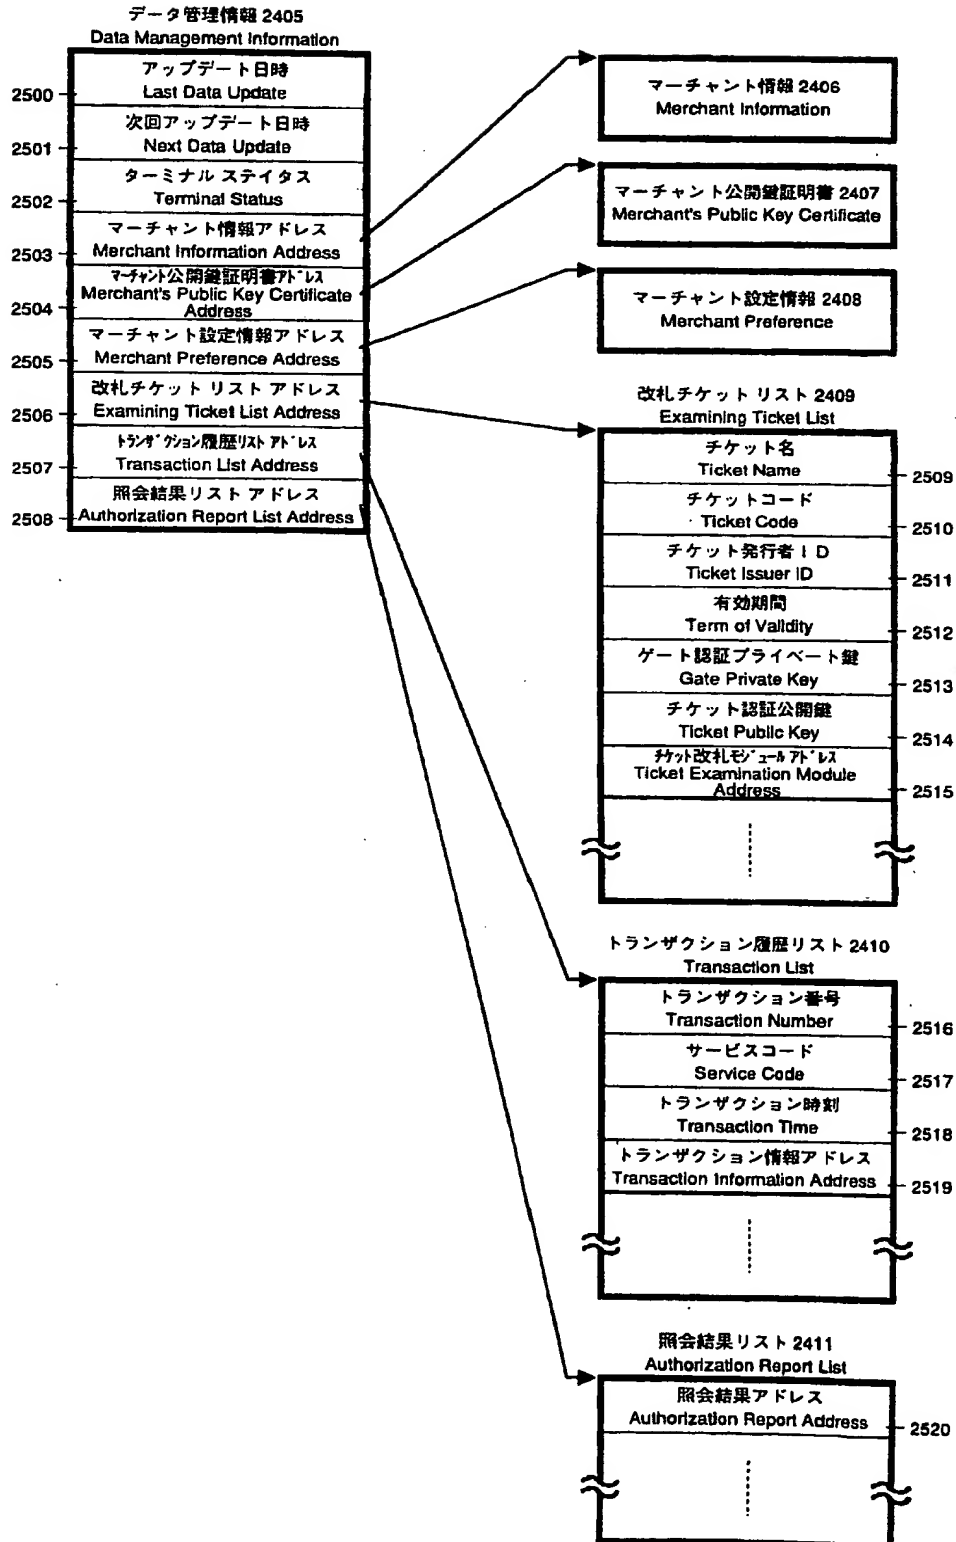 データ管理情報 2405
Data Management Information
アップデート日時
Last Data Update
2500
次回アップデート日時
Next Data Update
2501
ターミナル ステイタス
Terminal Status
2502
マーチャント情報アドレス
Merchant Information Address
2503
マーチャント公開鍵証明書アドレス
Merchant's Public Key Certificate
Address
2504
マーチャント設定情報アドレス
Merchant Preference Address
2505
改札チケット リスト アドレス
Examining Ticket List Address
2506
トランザクション履歴リスト アドレス
Transaction List Address
2507
照会結果リスト アドレス
Authorization Report List Address
2508
マーチャント情報 2406
Merchant Information
マーチャント公開鍵証明書 2407
Merchant's Public Key Certificate
マーチャント設定情報 2408
Merchant Preference
改札チケット リスト 2409
Examining Ticket List
チケット名
Ticket Name
2509
チケットコード
Ticket Code
2510
チケット発行者 I D
Ticket Issuer ID
2511
有効期間
Term of Validity
2512
ゲート認証プライベート鍵
Gate Private Key
2513
チケット認証公開鍵
Ticket Public Key
2514
チケット改札モジュール アドレス
Ticket Examination Module
Address
2515
トランザクション履歴リスト 2410
Transaction List
トランザクション番号
Transaction Number
2516
サービスコード
Service Code
2517
トランザクション時刻
Transaction Time
2518
トランザクション情報アドレス
Transaction Information Address
2519
照会結果リスト 2411
Authorization Report List
照会結果アドレス
Authorization Report Address
2520